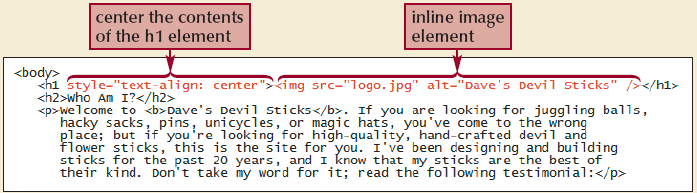 center the contents
of the h1 element
inline image
element
<body>
<h1 style="text-align: center"><img src="logo.jpg" alt="Dave's Devil Sticks" /></h1>
<h2>Who Am I?</h2>
<p>Welcome to <b>Dave's Devil Sticks</b>. If you are looking for juggling balls,
hacky sacks, pins, unicycles, or magic hats, you've come to the wrong
place; but if you're looking for high-quality, hand-crafted devil and
flower sticks, this is the site for you. I've been designing and building
sticks for the past 20 years, and I know that my sticks are the best of
their kind. Don't take my word for it; read the following testimonial:</p>